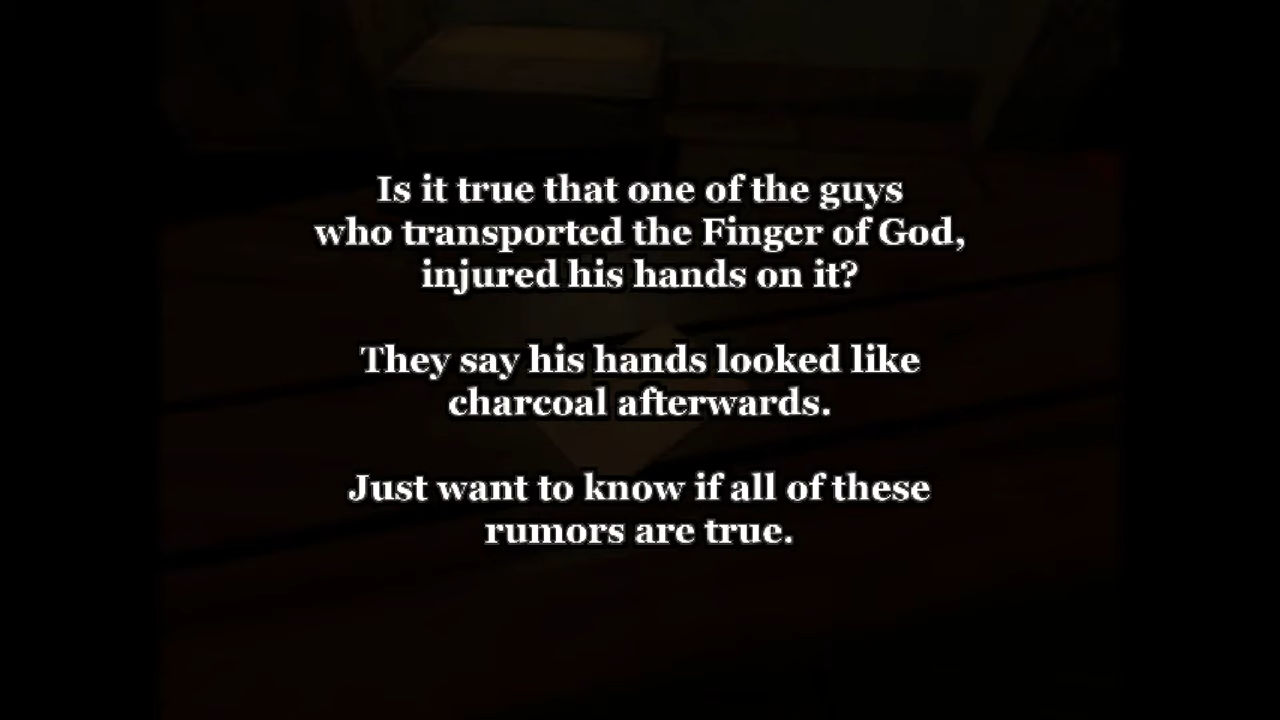 Is it true that one of the guys
who transported the Finger of God,
injured his hands on it?
They say his hands looked like
charcoal afterwards.
Just want to know if all of these
rumors are true.